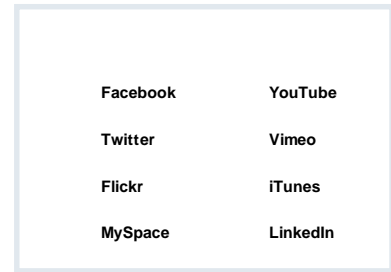 Facebook
Twitter
Flickr
MySpace
YouTube
Vimeo
iTunes
LinkedIn